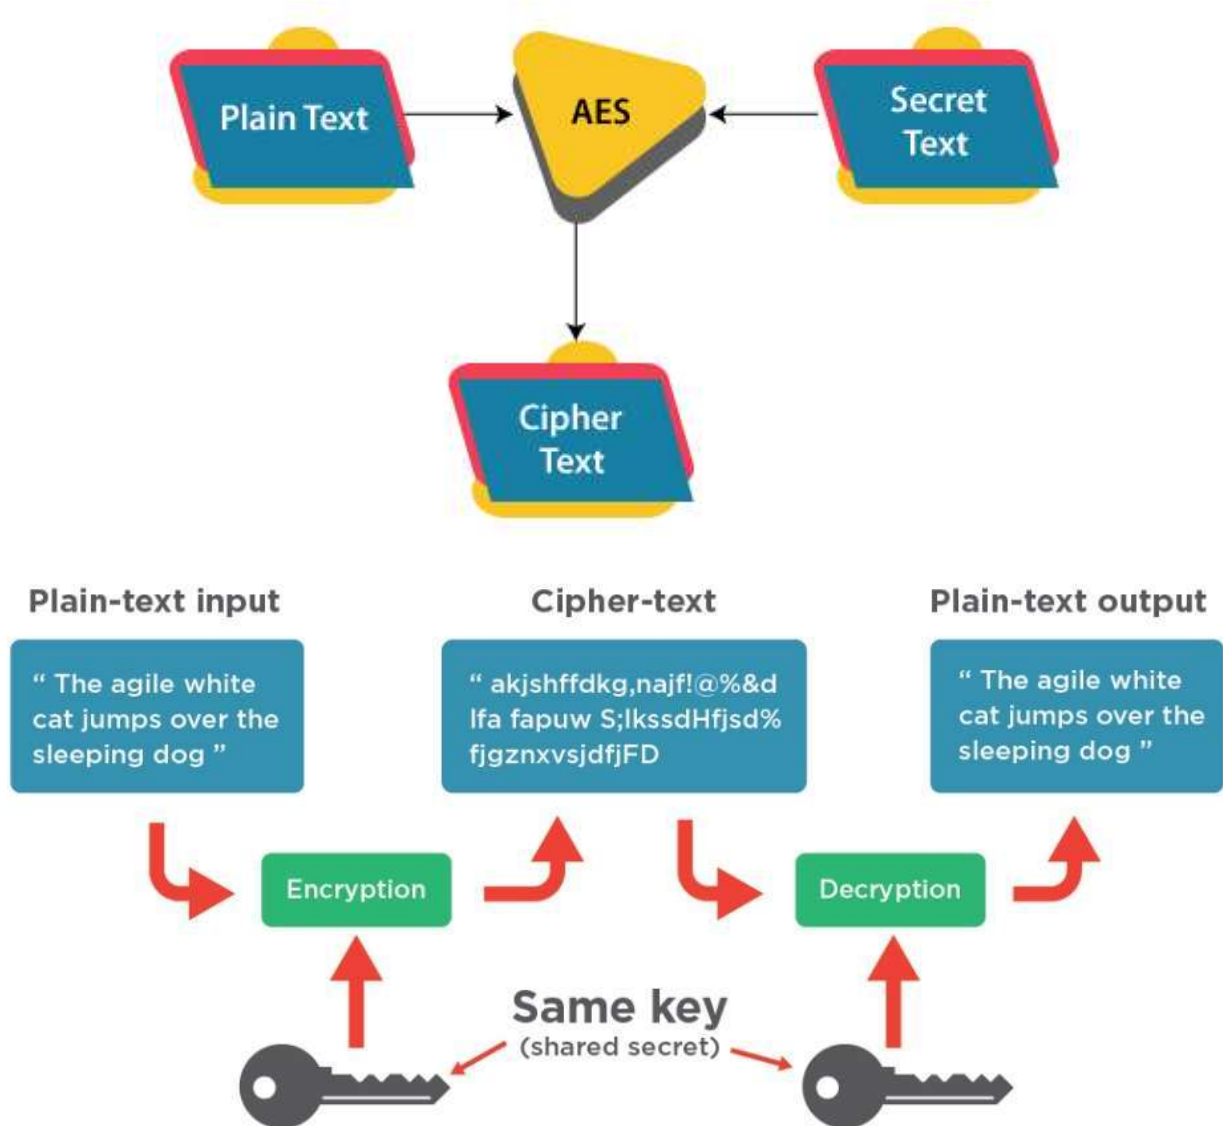 Plain Text
AES
Secret
Text
Cipher
Text
Plain-text input
Cipher-text
Plain-text output
“ The agile white
cat jumps over the
sleeping dog ”
“ akjshffdkg,najf!@%&d
lfa fapuw S;lkssdHfjsd%
fjgznxvsjdfjFD
“ The agile white
cat jumps over the
sleeping dog ”
Encryption
Decryption
Same key
(shared secret)